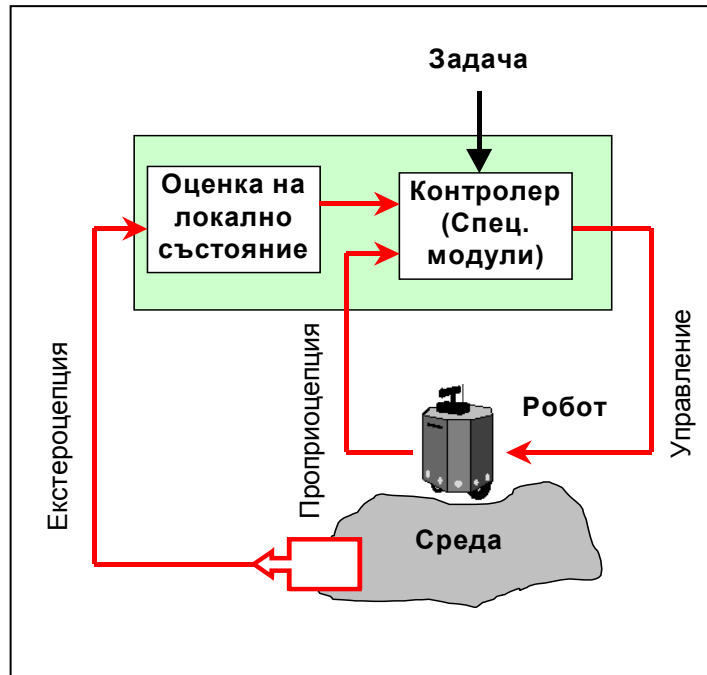 Задача
Оценка на
локално
състояние
Контролер
(Спец.
модули)
Екстероцепция
Проприоцепция
Управление
Робот
Среда